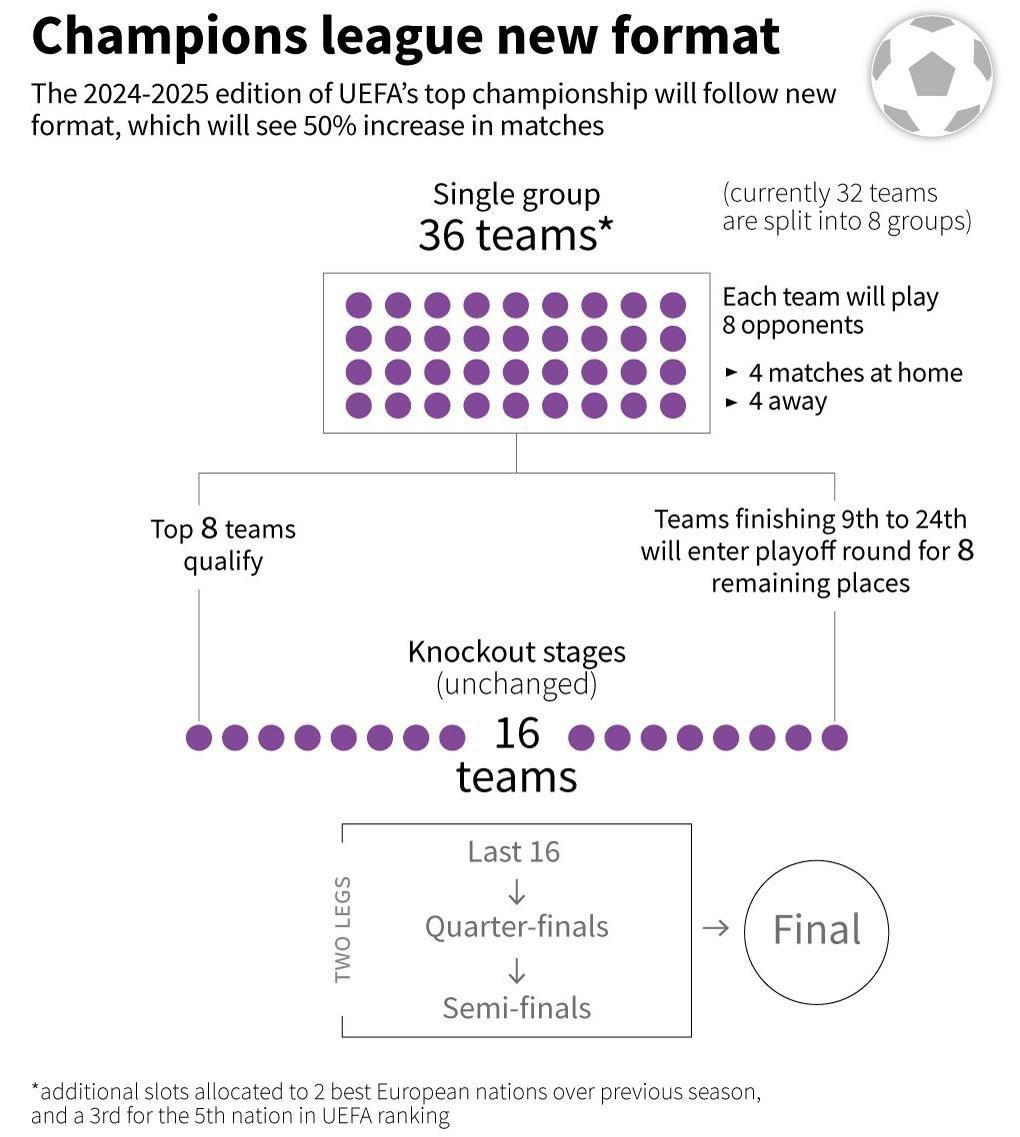 Champions league new format
The 2024-2025 edition of UEFA's top championship will follow new
format, which will see 50% increase in matches
Single group
36 teams*
(currently 32 teams
are split into 8 groups)
Each team will play
8 opponents
► 4 matches at home
► 4 away
Top 8 teams
qualify
Teams finishing 9th to 24th
will enter playoff round for 8
remaining places
Knockout stages
(unchanged)
16
teams
TWO LEGS
Last 16
↓
Quarter-finals
↓
Semi-finals
→
Final
*additional slots allocated to 2 best European nations over previous season,
and a 3rd for the 5th nation in UEFA ranking